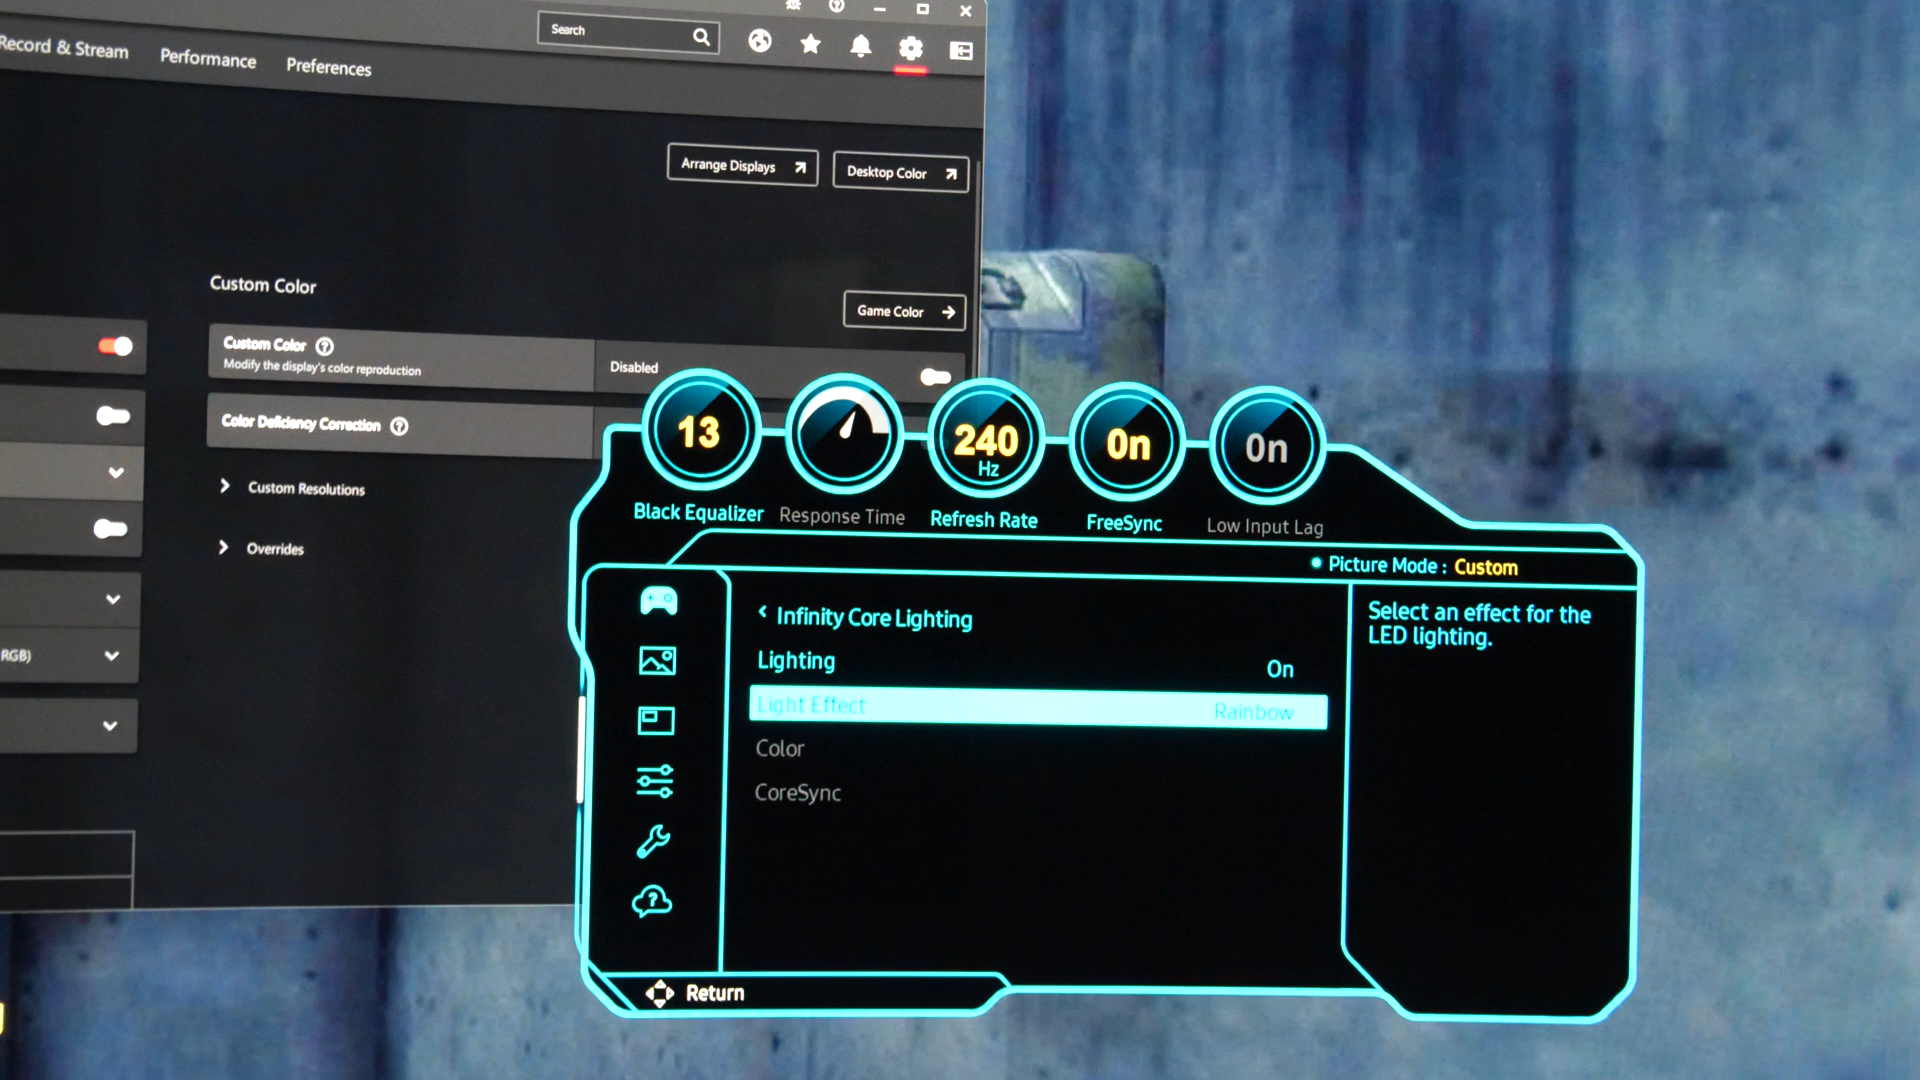 Search
Record & Stream
Performance
Preferences
Arrange Displays
Desktop Color
Custom Color
Game Color
Custom Color
Modify the display's color reproduction
Disabled
Color Deficiency Correction
Custom Resolutions
Overrides
RGB)
13
240
Hz
0n
0n
Black Equalizer
Response Time
Refresh Rate
FreeSync
Low Input Lag
Picture Mode : Custom
Infinity Core Lighting
Lighting
On
Light Effect
Rainbow
Color
CoreSync
Select an effect for the
LED lighting.
Return